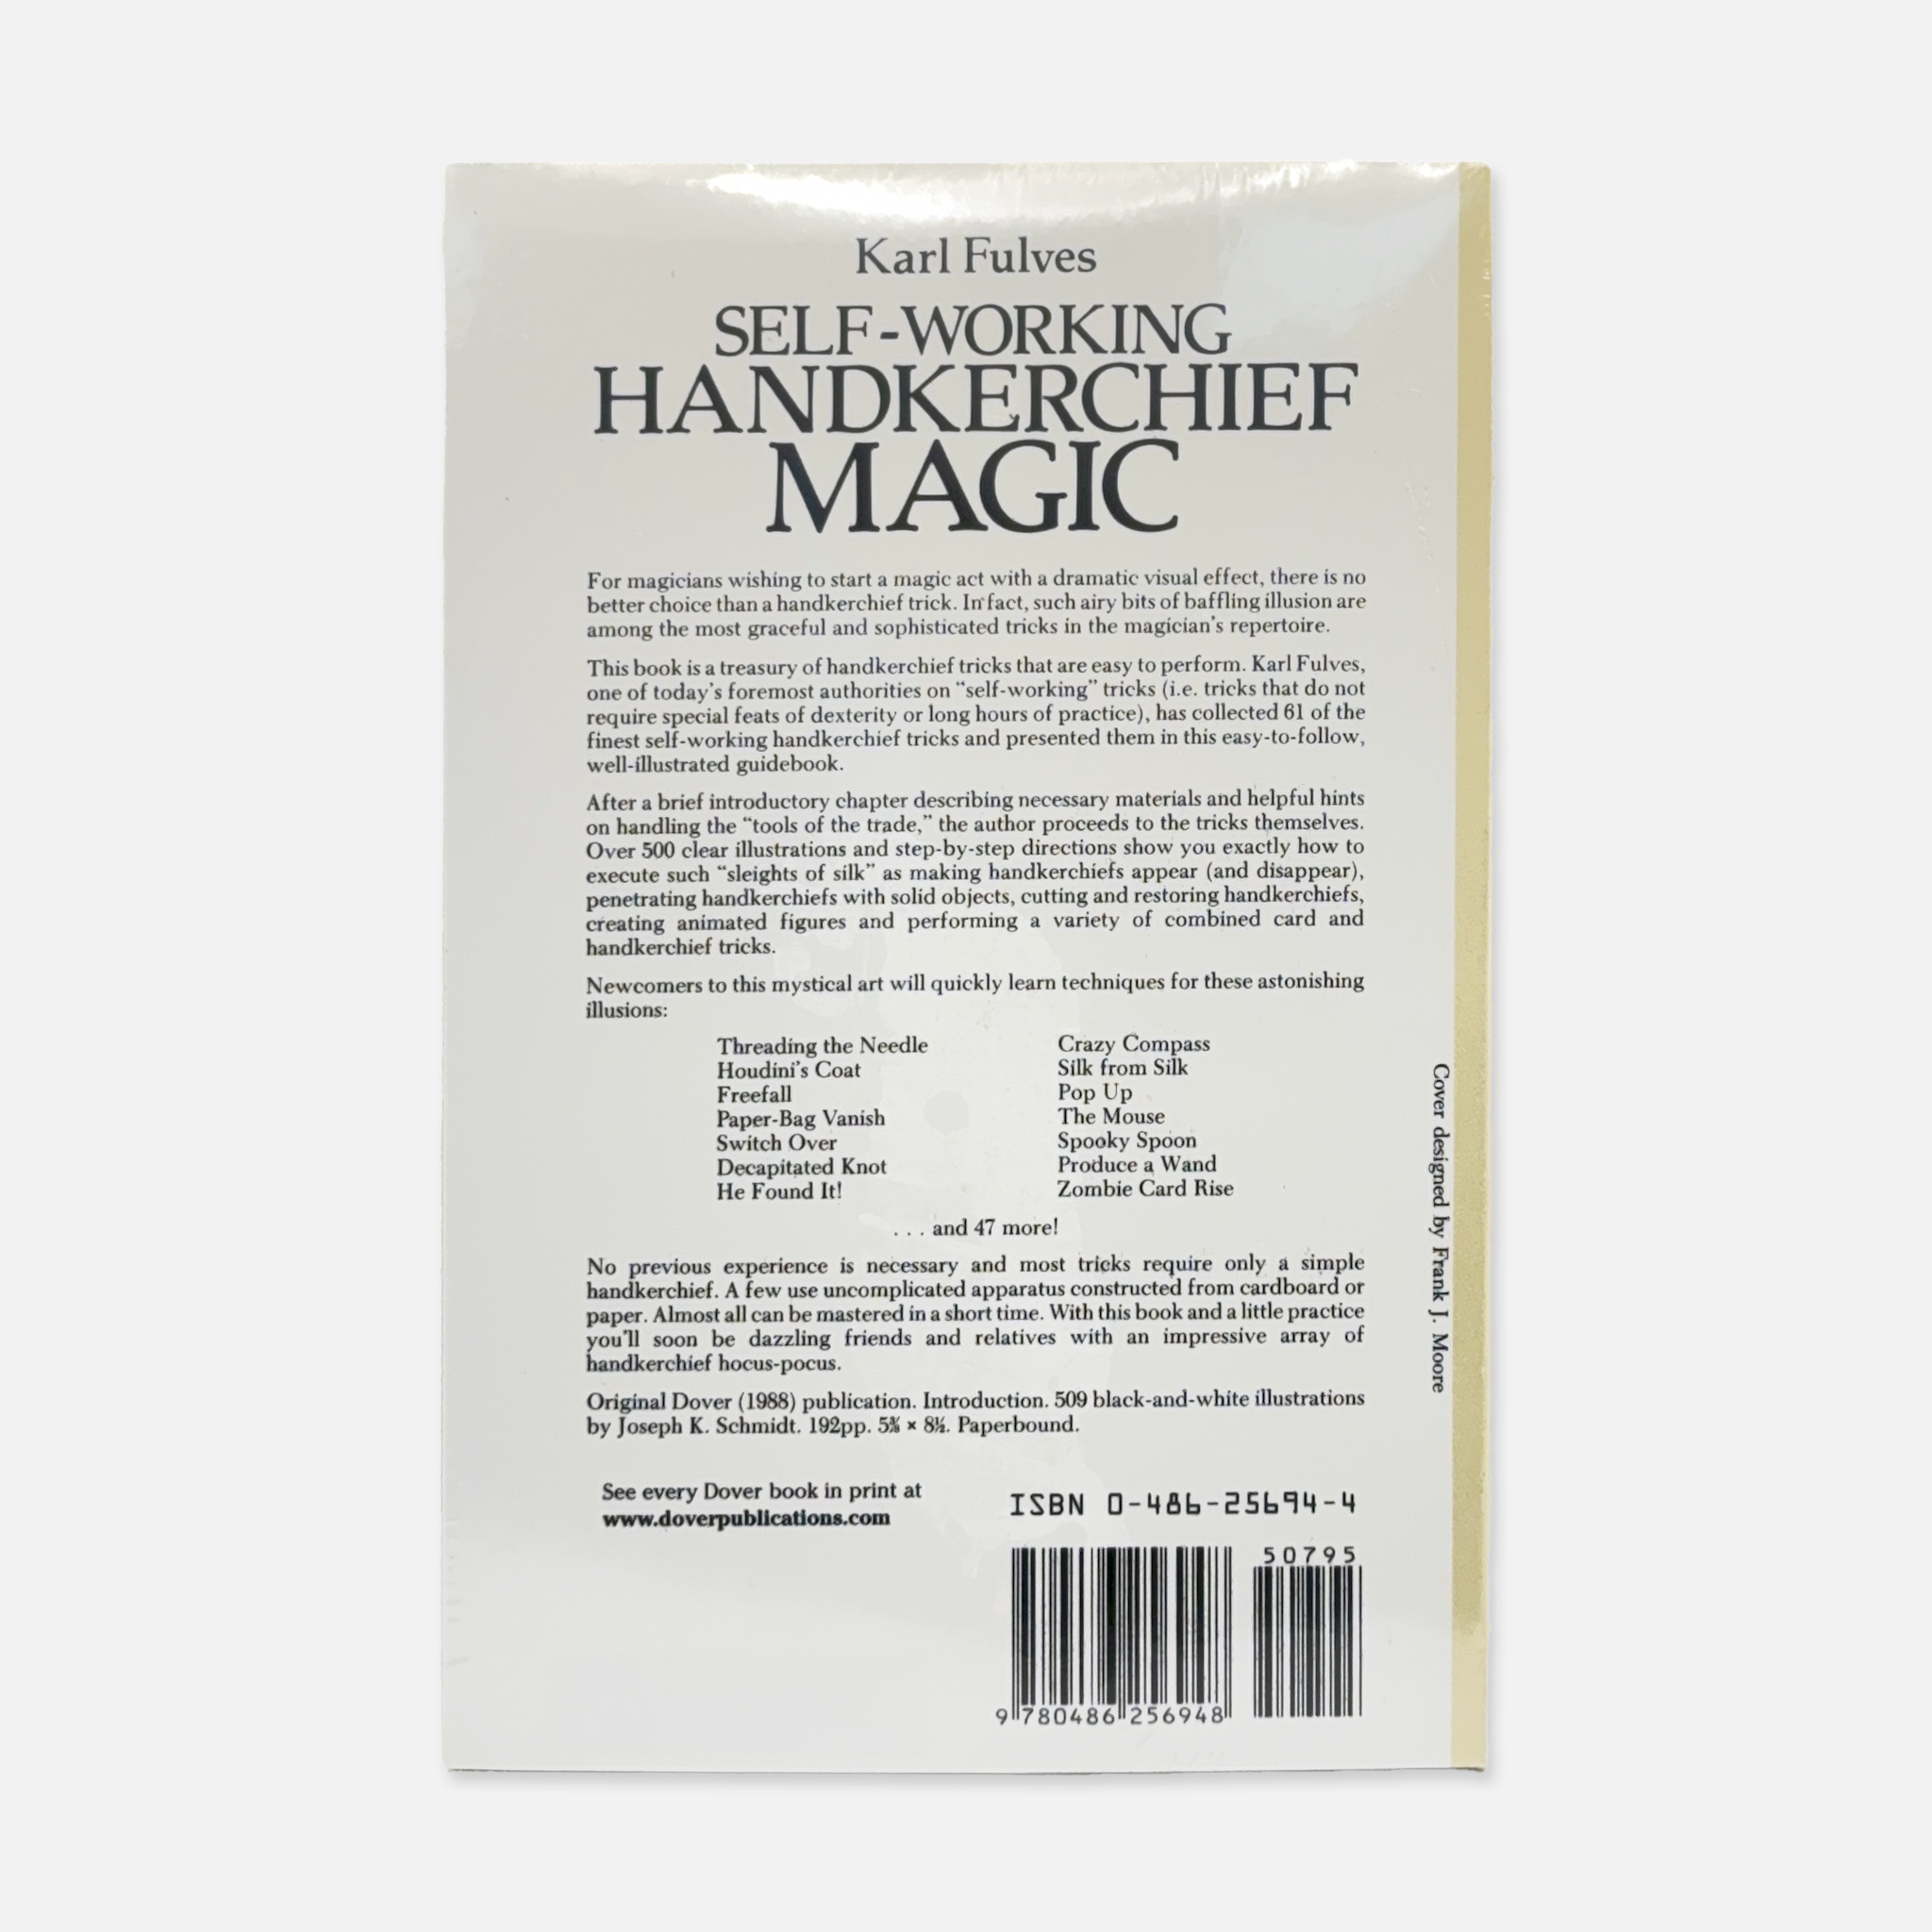 Karl Fulves
SELF-WORKING
HANDKERCHIEF
MAGIC
For magicians wishing to start a magic act with a dramatic visual effect, there is no
better choice than a handkerchief trick. In fact, such airy bits of baffling illusion are
among the most graceful and sophisticated tricks in the magician's repertoire.
This book is a treasury of handkerchief tricks that are easy to perform. Karl Fulves,
one of today's foremost authorities on “self-working” tricks (i.e. tricks that do not
require special feats of dexterity or long hours of practice), has collected 61 of the
finest self-working handkerchief tricks and presented them in this easy-to-follow,
well-illustrated guidebook.
After a brief introductory chapter describing necessary materials and helpful hints
on handling the “tools of the trade,” the author proceeds to the tricks themselves.
Over 500 clear illustrations and step-by-step directions show you exactly how to
execute such “sleights of silk” as making handkerchiefs appear (and disappear),
penetrating handkerchiefs with solid objects, cutting and restoring handkerchiefs,
creating animated figures and performing a variety of combined card and
handkerchief tricks.
Newcomers to this mystical art will quickly learn techniques for these astonishing
illusions:
Threading the Needle
Houdini's Coat
Freefall
Paper-Bag Vanish
Switch Over
Decapitated Knot
He Found It!
Crazy Compass
Silk from Silk
Pop Up
The Mouse
Spooky Spoon
Produce a Wand
Zombie Card Rise
. . . and 47 more!
No previous experience is necessary and most tricks require only a simple
handkerchief. A few use uncomplicated apparatus constructed from cardboard or
paper. Almost all can be mastered in a short time. With this book and a little practice
you'll soon be dazzling friends and relatives with an impressive array of
handkerchief hocus-pocus.
Original Dover (1988) publication. Introduction. 509 black-and-white illustrations
by Joseph K. Schmidt. 192pp. 5⅜ × 8½. Paperbound.
See every Dover book in print at
www.doverpublications.com
ISBN 0-486-25694-4
50795
9 780486 256948
Cover designed by Frank J. Moore